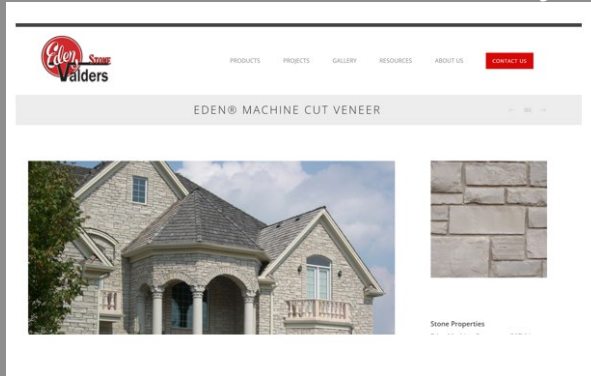 Eden Stone
Valders
PRODUCTS PROJECTS GALLERY RESOURCES ABOUT US CONTACT US
EDEN® MACHINE CUT VENEER
Stone Properties